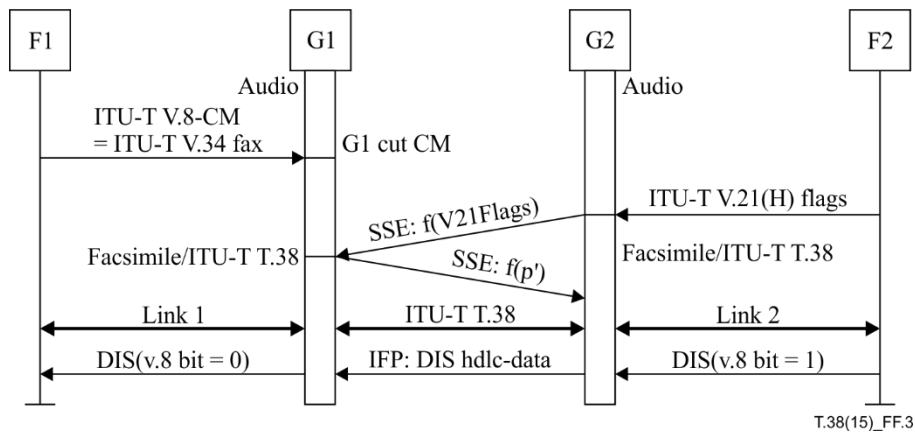 F1
G1
G2
F2
Audio
Audio
ITU-T V.8-CM
= ITU-T V.34 fax
G1 cut CM
ITU-T V.21(H) flags
SSE: f(V21Flags)
Facsimile/ITU-T T.38
SSE: f(p')
Facsimile/ITU-T T.38
Link 1
ITU-T T.38
Link 2
DIS(v.8 bit = 0)
IFP: DIS hdlc-data
DIS(v.8 bit = 1)
T.38(15)_FF.3